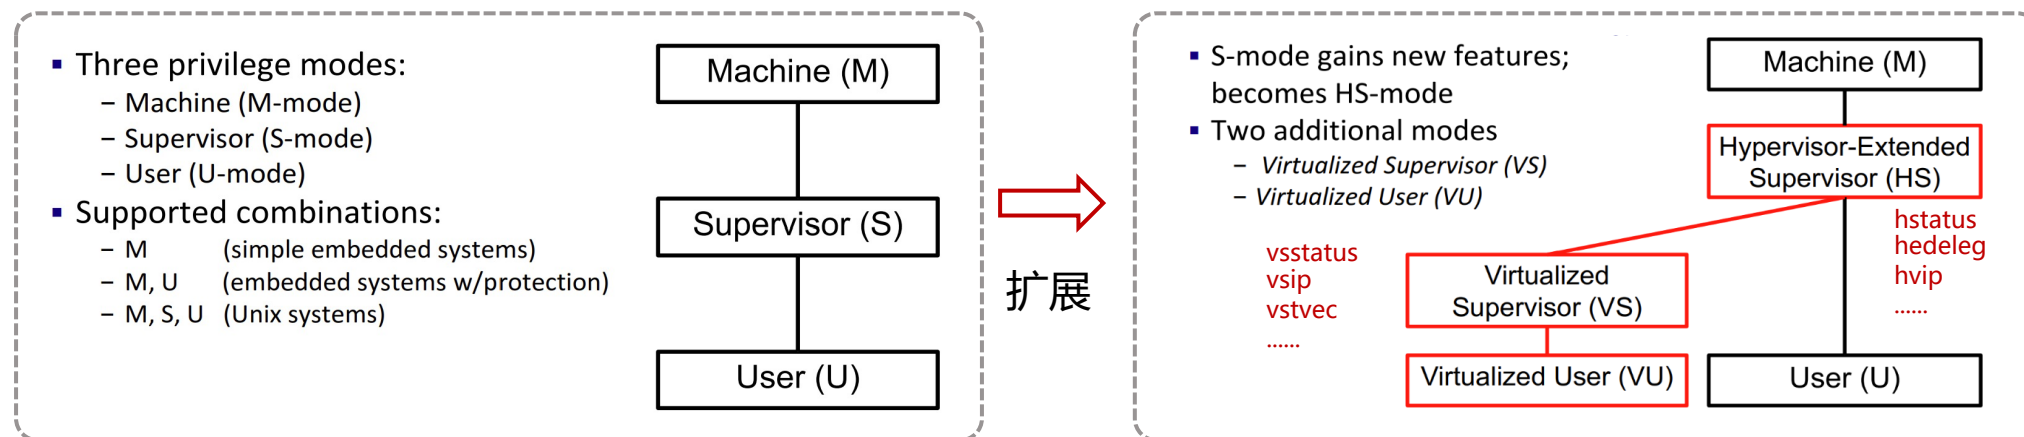 ▪ Three privilege modes:
– Machine (M-mode)
– Supervisor (S-mode)
– User (U-mode)
▪ Supported combinations:
– M (simple embedded systems)
– M, U (embedded systems w/protection)
– M, S, U (Unix systems)
Machine (M)
Supervisor (S)
User (U)
扩展
▪ S-mode gains new features;
becomes HS-mode
▪ Two additional modes
– Virtualized Supervisor (VS)
– Virtualized User (VU)
Machine (M)
Hypervisor-Extended
Supervisor (HS)
hstatus
hedeleg
hvip
......
vsstatus
vsip
vstvec
......
Virtualized
Supervisor (VS)
Virtualized User (VU)
User (U)